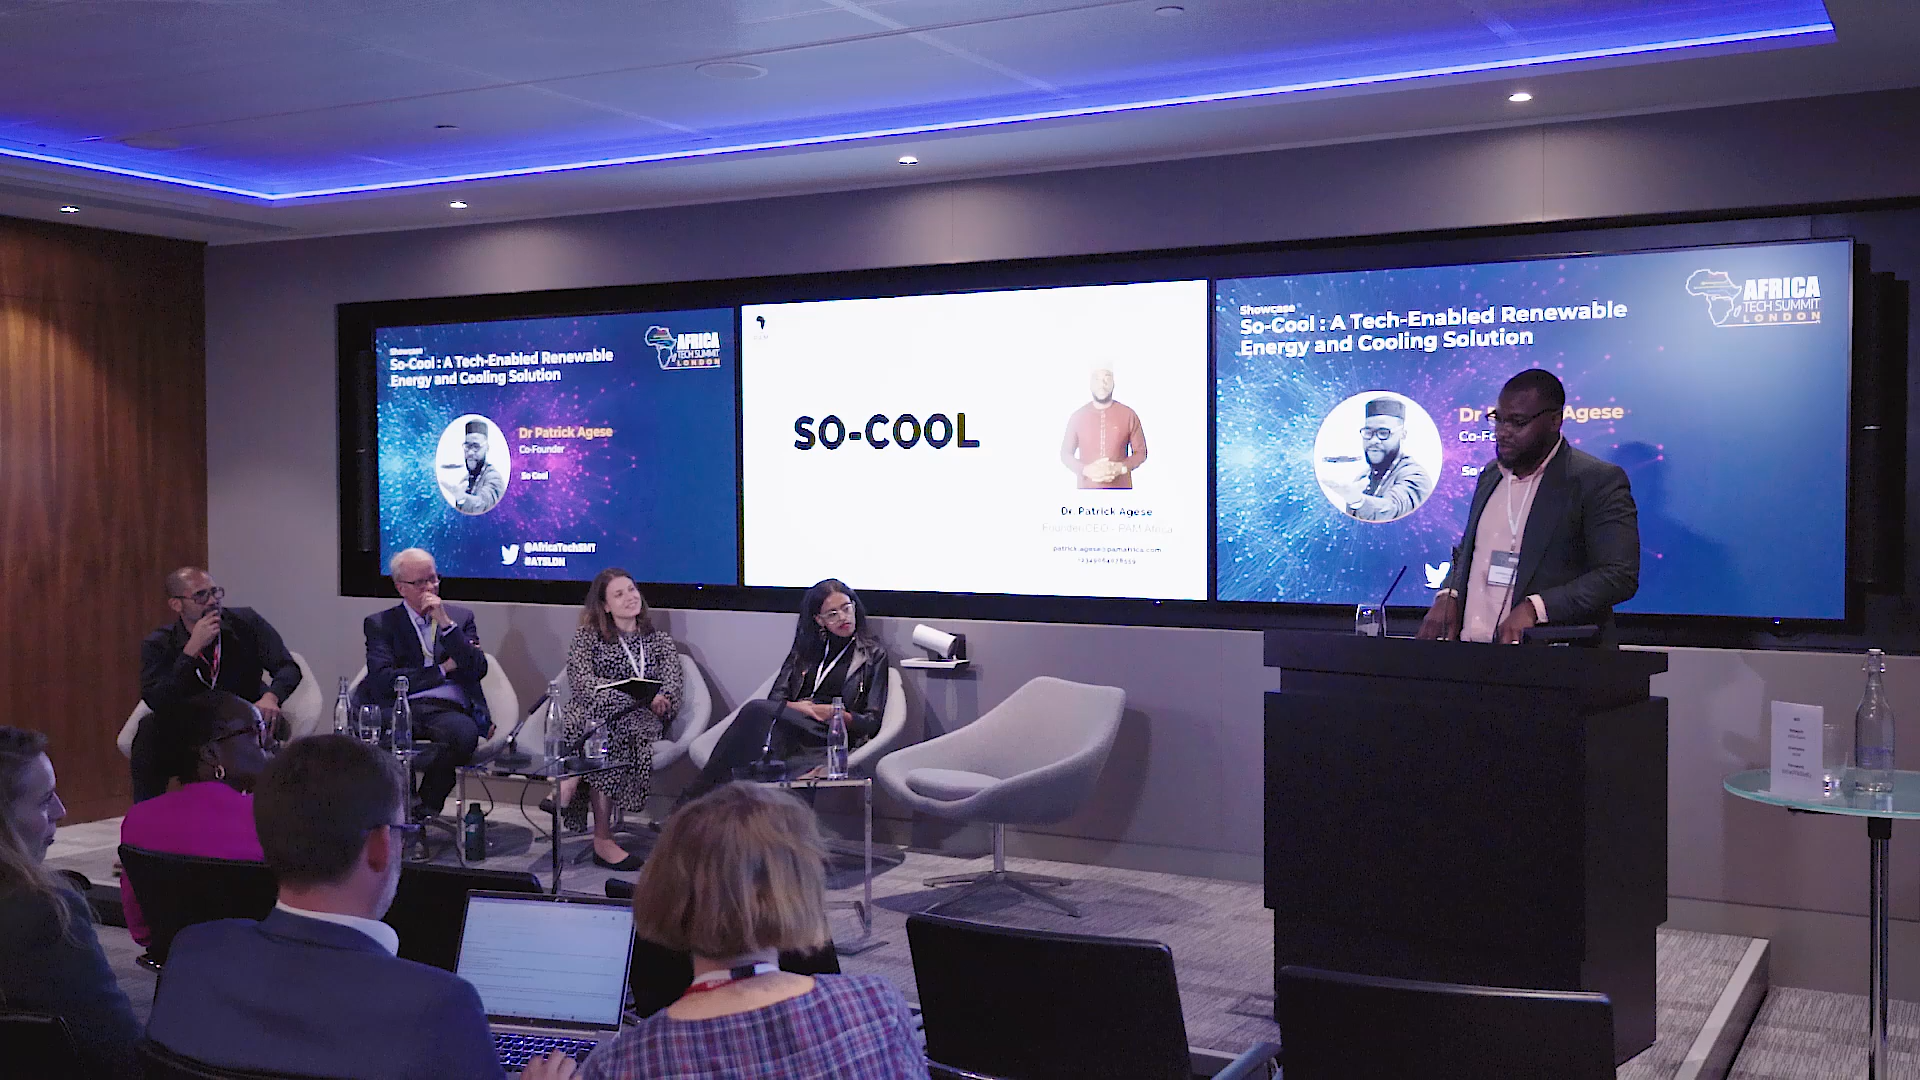 Showcase
So-Cool : A Tech-Enabled Renewable
Energy and Cooling Solution
AFRICA
TECH SUMMIT
LONDON
Dr Patrick Agese
Co-Founder
So Cool
@AfricaTechSMT
#ATSLDN
SO-COOL
Dr. Patrick Agese
Founder/CEO - PAM Africa
patrick.agese@pamafrica.com
Showcase
So-Cool : A Tech-Enabled Renewable
Energy and Cooling Solution
AFRICA
TECH SUMMIT
LONDON
Dr Agese
Co-Fo
So